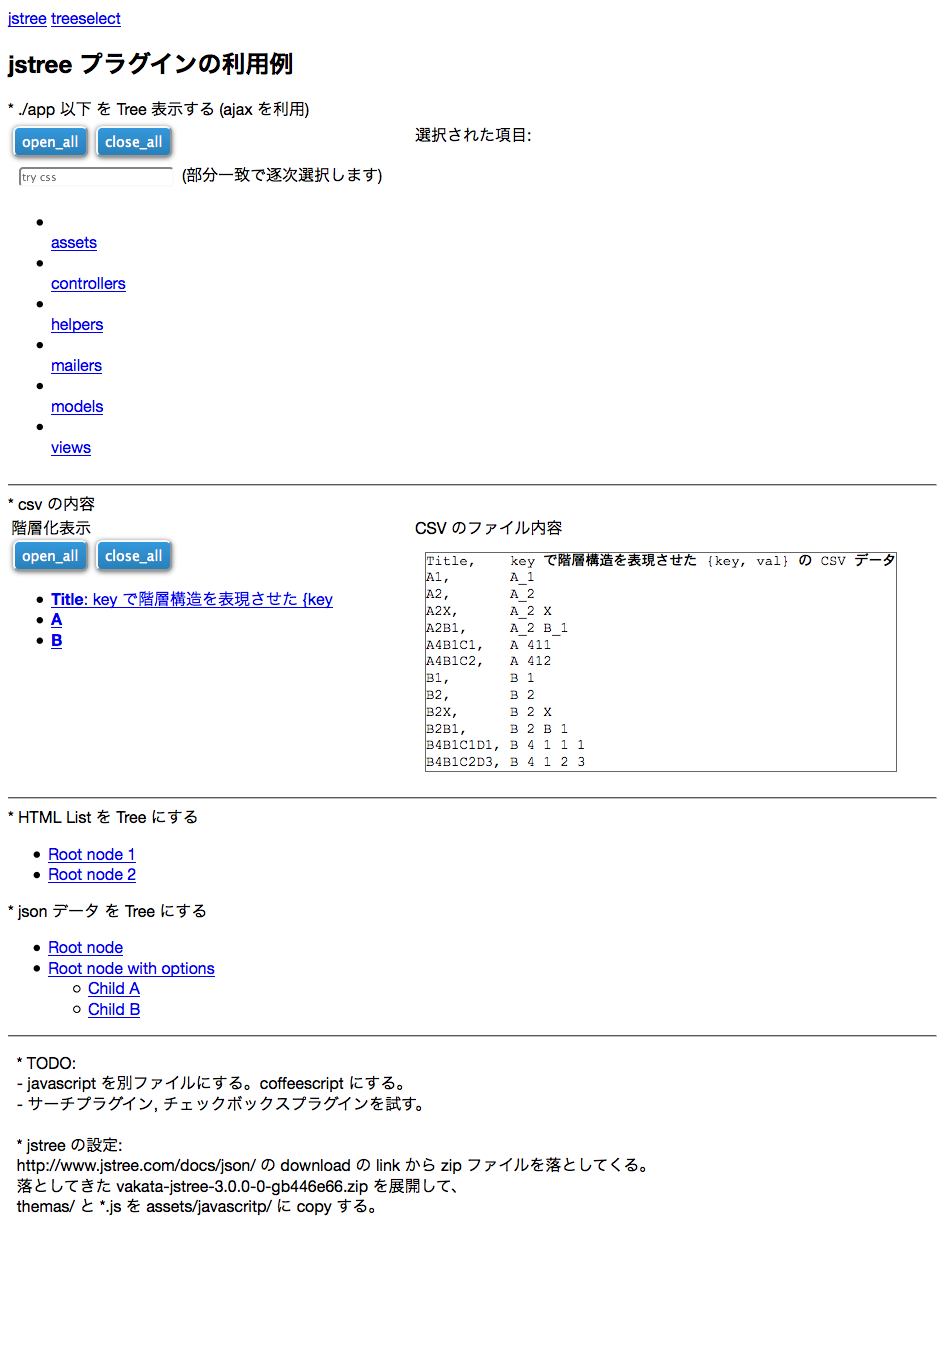 jstree treeselect
jstree プラグインの利用例
* ./app 以下 を Tree 表示する (ajax を利用)
open_all close_all
選択された項目:
try css (部分一致で逐次選択します)
assets
controllers
helpers
mailers
models
views
* csv の内容
階層化表示
open_all close_all
Title: key で階層構造を表現させた {key
A
B
CSV のファイル内容
Title,    key で階層構造を表現させた {key, val} の CSV データ
A1,       A_1
A2,       A_2
A2X,      A_2 X
A2B1,     A_2 B_1
A4B1C1,   A 411
A4B1C2,   A 412
B1,       B 1
B2,       B 2
B2X,      B 2 X
B2B1,     B 2 B 1
B4B1C1D1, B 4 1 1 1
B4B1C2D3, B 4 1 2 3
* HTML List を Tree にする
Root node 1
Root node 2
* json データ を Tree にする
Root node
Root node with options
Child A
Child B
* TODO:
- javascript を別ファイルにする。coffeescript にする。
- サーチプラグイン, チェックボックスプラグインを試す。
* jstree の設定:
http://www.jstree.com/docs/json/ の download の link から zip ファイルを落としてくる。
落としてきた vakata-jstree-3.0.0-0-gb446e66.zip を展開して、
themas/ と *.js を assets/javascritp/ に copy する。